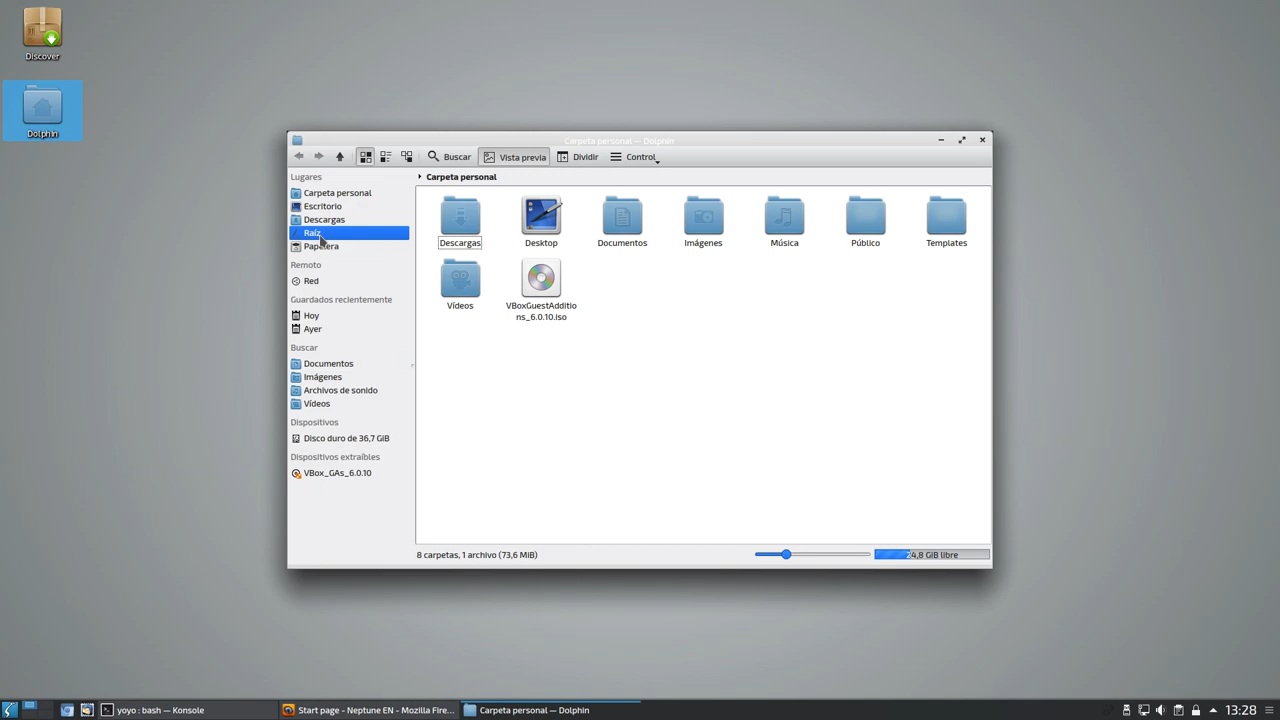 Discover
Dolphin
Carpeta personal — Dolphin
Buscar
Vista previa
Dividir
Control
Lugares
Carpeta personal
Escritorio
Descargas
Raíz
Papelera
Remoto
Red
Guardados recientemente
Hoy
Ayer
Buscar
Documentos
Imágenes
Archivos de sonido
Vídeos
Dispositivos
Disco duro de 36,7 GiB
Dispositivos extraíbles
VBox_GAs_6.0.10
Carpeta personal
Descargas
Desktop
Documentos
Imágenes
Música
Público
Templates
Vídeos
VBoxGuestAdditio
ns_6.0.10.iso
8 carpetas, 1 archivo (73,6 MiB)
24,8 GiB libre
yoyo : bash — Konsole
Start page - Neptune EN - Mozilla Fire...
Carpeta personal — Dolphin
13:28